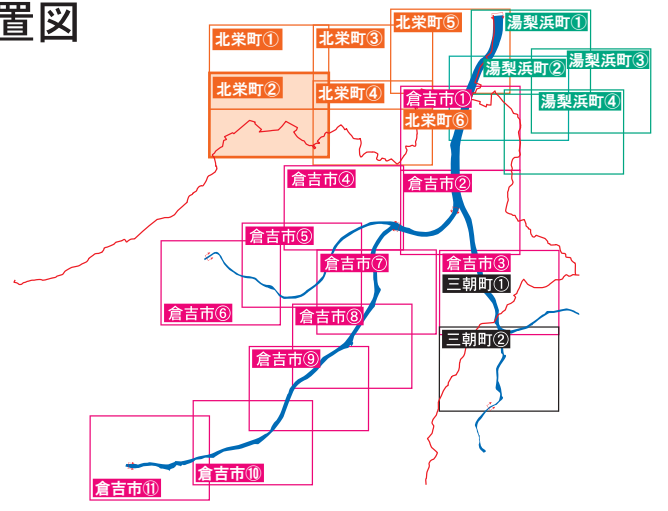 置図
北栄町①
北栄町③
北栄町⑤
湯梨浜町①
湯梨浜町②
湯梨浜町③
北栄町②
北栄町④
倉吉市①
湯梨浜町④
北栄町⑥
倉吉市④
倉吉市②
倉吉市⑤
倉吉市⑦
倉吉市③
三朝町①
倉吉市⑥
倉吉市⑧
三朝町②
倉吉市⑨
倉吉市⑩
倉吉市⑪